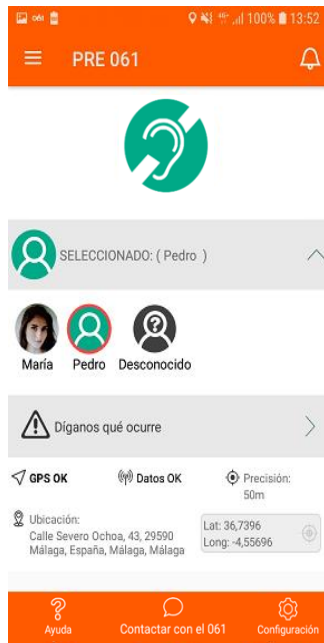 061 100% 13:52
PRE 061
SELECCIONADO: ( Pedro )
María Pedro Desconocido
Díganos qué ocurre
GPS OK Datos OK Precisión:
50m
Ubicación:
Calle Severo Ochoa, 43, 29590
Málaga, España, Málaga, Málaga
Lat: 36,7396
Long: -4,55696
Ayuda Contactar con el 061 Configuración